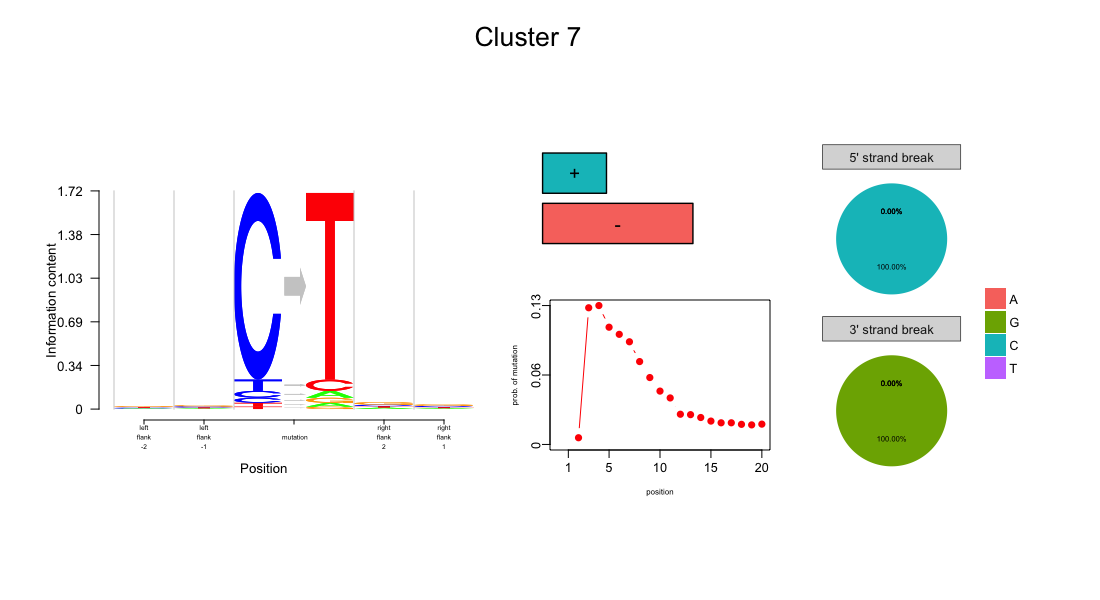 Cluster 7
1.72
1.38
1.03
0.69
0.34
0
Information content
C T
left flank -2
left flank -1
mutation
right flank 2
right flank 1
Position
+
-
0.13
0.06
0
prob. of mutation
1 5 10 15 20
position
5' strand break
0.00%
100.00%
3' strand break
0.00%
100.00%
A
G
C
T